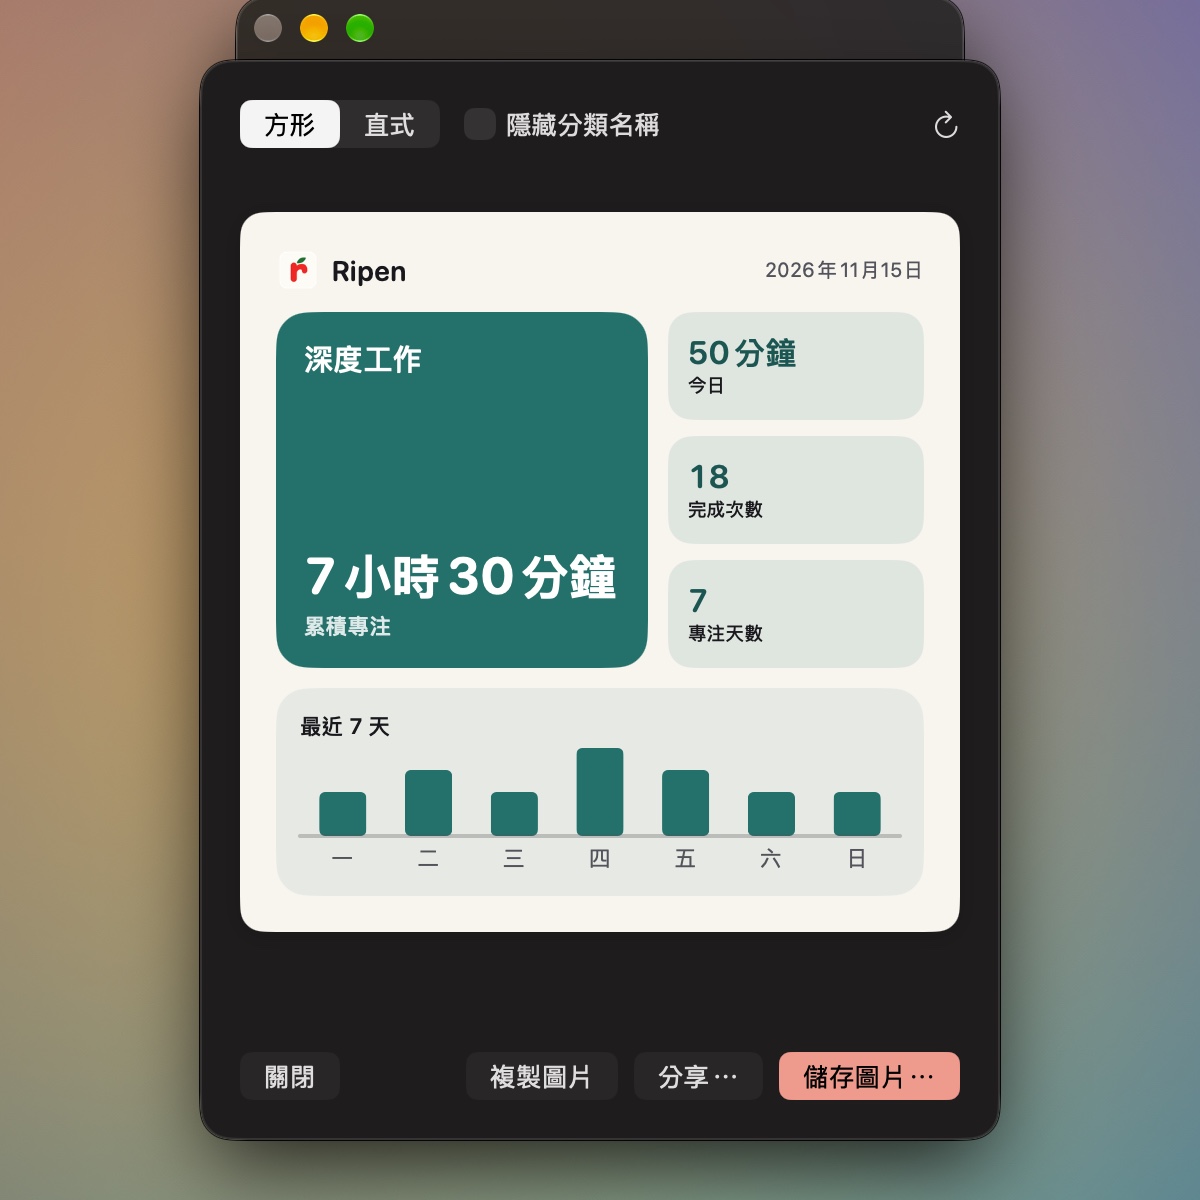 方形
直式
隱藏分類名稱
Ripen
2026年11月15日
深度工作
7小時30分鐘
累積專注
50分鐘
今日
18
完成次數
7
專注天數
最近 7 天
一 二 三 四 五 六 日
關閉
複製圖片
分享⋯
儲存圖片⋯